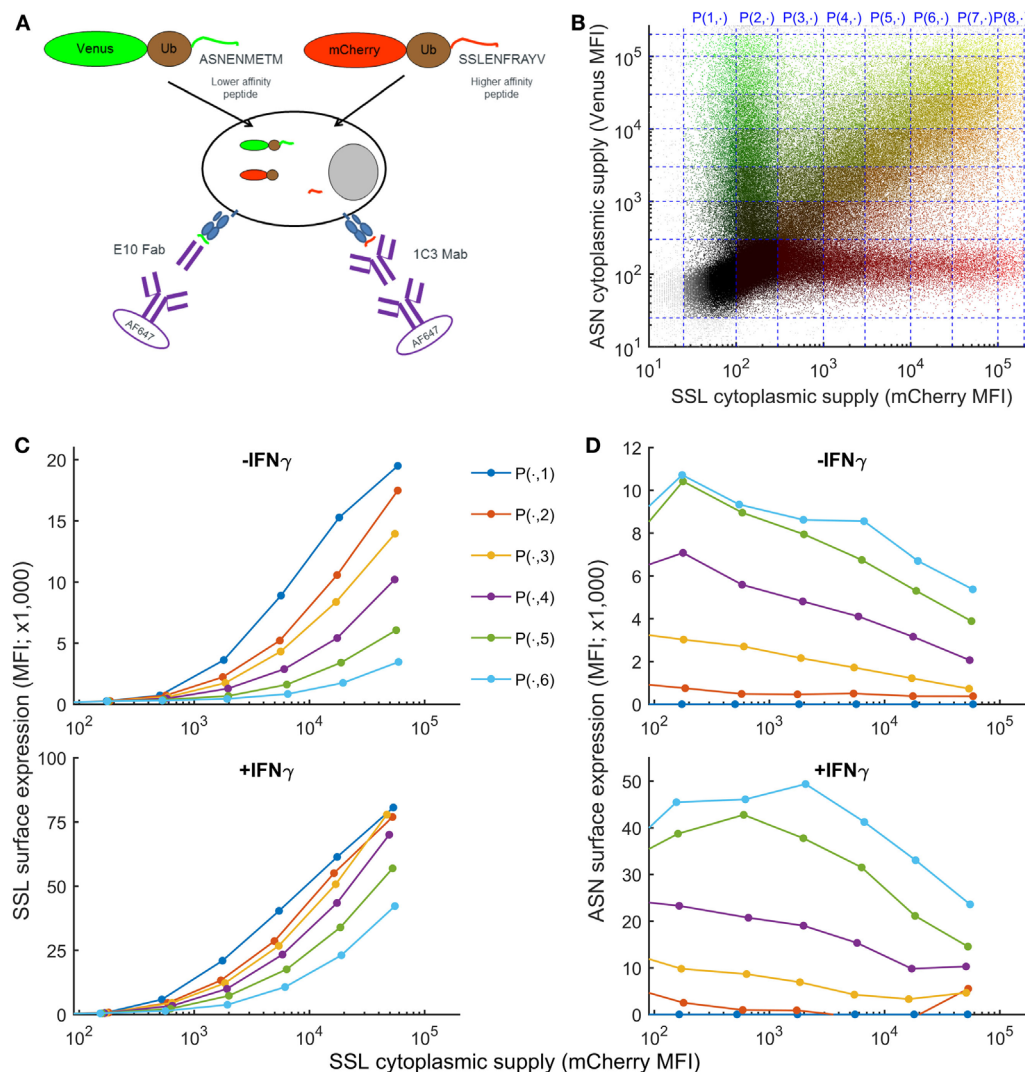 A
Venus
Ub
ASNENMETM
Lower affinity
peptide
mCherry
Ub
SSLENFRAYV
Higher affinity
peptide
E10 Fab
1C3 Mab
AF647
AF647
B
P(1,·) P(2,·) P(3,·) P(4,·) P(5,·) P(6,·) P(7,·) P(8,·)
ASN cytoplasmic supply (Venus MFI)
10^5
10^4
10^3
10^2
10^1
10^1 10^2 10^3 10^4 10^5
SSL cytoplasmic supply (mCherry MFI)
C
-IFNγ
20
15
10
5
0
10^2 10^3 10^4 10^5
P(·,1)
P(·,2)
P(·,3)
P(·,4)
P(·,5)
P(·,6)
+IFNγ
100
75
50
25
0
10^2 10^3 10^4 10^5
SSL surface expression (MFI; x1,000)
D
-IFNγ
12
10
8
6
4
2
0
10^2 10^3 10^4 10^5
+IFNγ
50
40
30
20
10
0
10^2 10^3 10^4 10^5
ASN surface expression (MFI; x1,000)
SSL cytoplasmic supply (mCherry MFI)